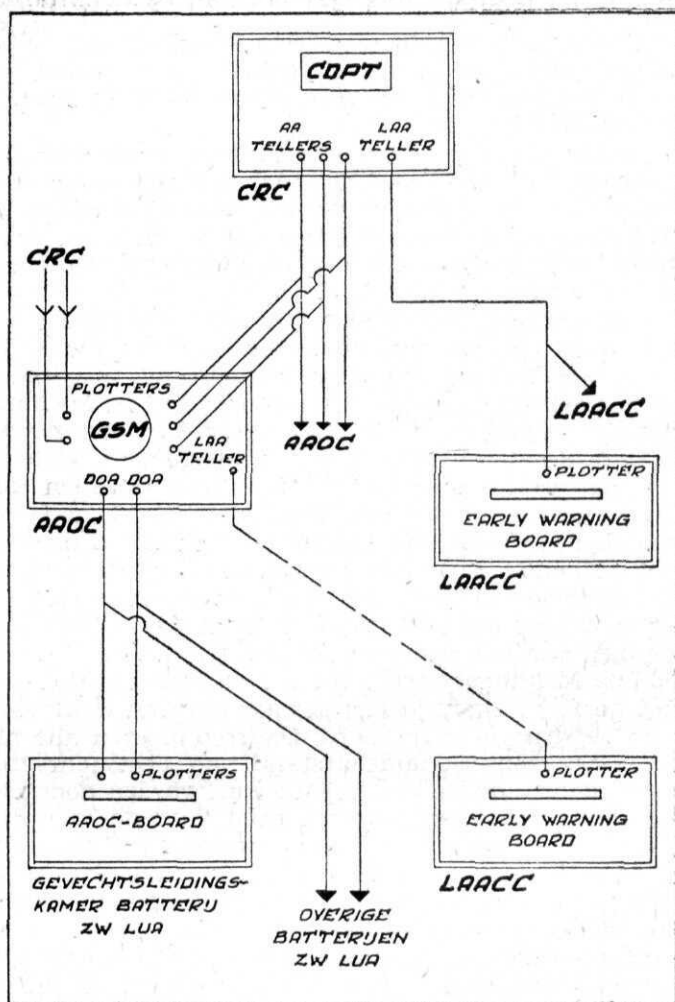 CDPT
AA
TELLERS
LAA
TELLER
CRC
CRC
PLOTTERS
GSM
LAA
TELLER
DOA DOA
AAOC
AAOC
LAACC
PLOTTER
EARLY WARNING
BOARD
LAACC
PLOTTERS
AAOC-BOARD
GEVECHTSLEIDINGS-
KAMER BATTERIJ
ZW LUA
OVERIGE
BATTERIJEN
ZW LUA
PLOTTER
EARLY WARNING
BOARD
LAACC